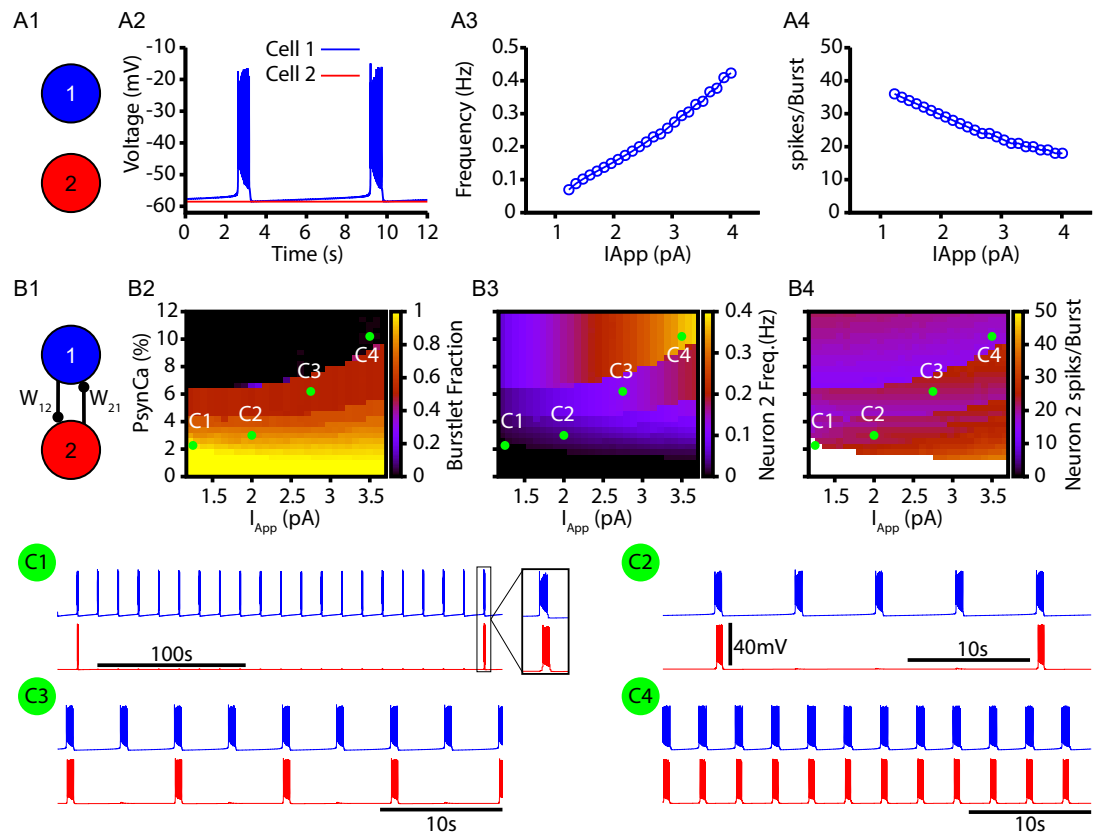 A1
A2
A3
A4
1
2
Voltage (mV)
-10
-20
-30
-40
-50
-60
Cell 1
Cell 2
0 2 4 6 8 10 12
Time (s)
Frequency (Hz)
0.5
0.4
0.3
0.2
0.1
0
1 2 3 4
IApp (pA)
spikes/Burst
50
40
30
20
10
0
1 2 3 4
IApp (pA)
B1
B2
B3
B4
1
W12
W21
2
PsynCa (%)
12
10
8
6
4
2
0
C1 C2 C3 C4
1.5 2 2.5 3 3.5
IApp (pA)
1
0.8
0.6
0.4
0.2
0
Burstlet Fraction
C1 C2 C3 C4
1.5 2 2.5 3 3.5
IApp (pA)
0.4
0.3
0.2
0.1
0
Neuron 2 Freq.(Hz)
C1 C2 C3 C4
1.5 2 2.5 3 3.5
IApp (pA)
50
40
30
20
10
0
Neuron 2 spiks/Burst
C1
100s
C2
40mV
10s
C3
10s
C4
10s